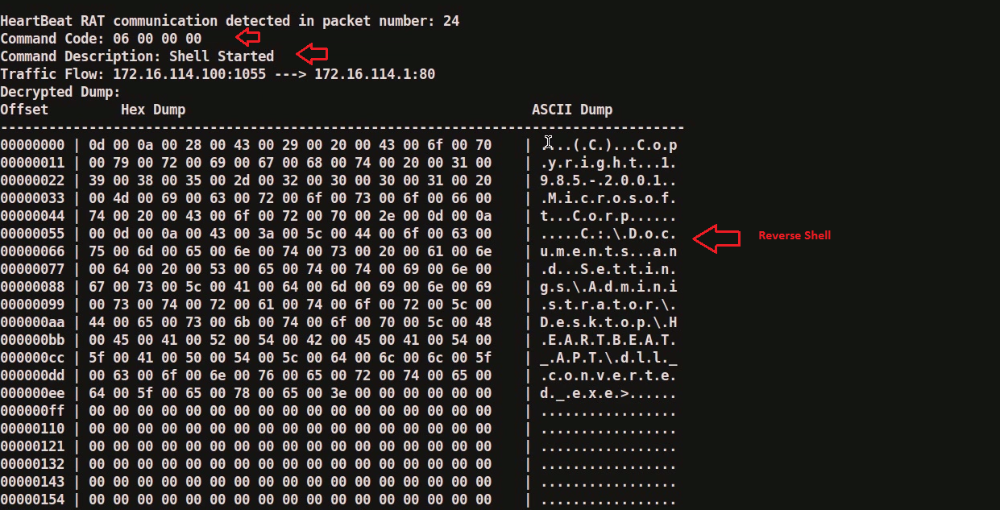 HeartBeat RAT communication detected in packet number: 24
Command Code: 06 00 00 00
Command Description: Shell Started
Traffic Flow: 172.16.114.100:1055 ---> 172.16.114.1:80
Decrypted Dump:
Offset Hex Dump ASCII Dump
-------------------------------------------------------------------------------------
00000000 | 0d 00 0a 00 28 00 43 00 29 00 20 00 43 00 6f 00 70 | ....(.C.)...C.o.p
00000011 | 00 79 00 72 00 69 00 67 00 68 00 74 00 20 00 31 00 | .y.r.i.g.h.t...1.
00000022 | 39 00 38 00 35 00 2d 00 32 00 30 00 30 00 31 00 20 | 9.8.5.-.2.0.0.1..
00000033 | 00 4d 00 69 00 63 00 72 00 6f 00 73 00 6f 00 66 00 | .M.i.c.r.o.s.o.f.
00000044 | 74 00 20 00 43 00 6f 00 72 00 70 00 2e 00 0d 00 0a | t...C.o.r.p......
00000055 | 00 0d 00 0a 00 43 00 3a 00 5c 00 44 00 6f 00 63 00 | .....C.:.\.D.o.c.
Reverse Shell
00000066 | 75 00 6d 00 65 00 6e 00 74 00 73 00 20 00 61 00 6e | u.m.e.n.t.s...a.n
00000077 | 00 64 00 20 00 53 00 65 00 74 00 74 00 69 00 6e 00 | .d...S.e.t.t.i.n.
00000088 | 67 00 73 00 5c 00 41 00 64 00 6d 00 69 00 6e 00 69 | g.s.\.A.d.m.i.n.i
00000099 | 00 73 00 74 00 72 00 61 00 74 00 6f 00 72 00 5c 00 | .s.t.r.a.t.o.r.\.
000000aa | 44 00 65 00 73 00 6b 00 74 00 6f 00 70 00 5c 00 48 | D.e.s.k.t.o.p.\.H
000000bb | 00 45 00 41 00 52 00 54 00 42 00 45 00 41 00 54 00 | .E.A.R.T.B.E.A.T.
000000cc | 5f 00 41 00 50 00 54 00 5c 00 64 00 6c 00 6c 00 5f | _.A.P.T.\.d.l.l._
000000dd | 00 63 00 6f 00 6e 00 76 00 65 00 72 00 74 00 65 00 | .c.o.n.v.e.r.t.e.
000000ee | 64 00 5f 00 65 00 78 00 65 00 3e 00 00 00 00 00 00 | d._.e.x.e.>......
000000ff | 00 00 00 00 00 00 00 00 00 00 00 00 00 00 00 00 00 | .................
00000110 | 00 00 00 00 00 00 00 00 00 00 00 00 00 00 00 00 00 | .................
00000121 | 00 00 00 00 00 00 00 00 00 00 00 00 00 00 00 00 00 | .................
00000132 | 00 00 00 00 00 00 00 00 00 00 00 00 00 00 00 00 00 | .................
00000143 | 00 00 00 00 00 00 00 00 00 00 00 00 00 00 00 00 00 | .................
00000154 | 00 00 00 00 00 00 00 00 00 00 00 00 00 00 00 00 00 | .................